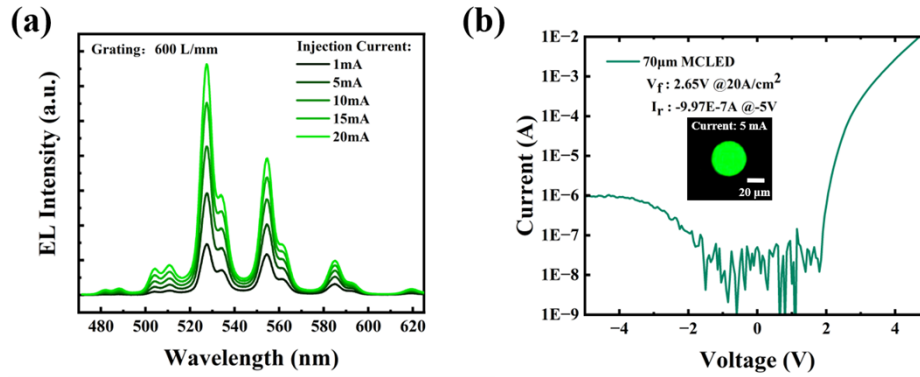 (a)
Grating: 600 L/mm
Injection Current:
1mA
5mA
10mA
15mA
20mA
EL Intensity (a.u.)
480 500 520 540 560 580 600 620
Wavelength (nm)
(b)
1E-2
1E-3
1E-4
1E-5
1E-6
1E-7
1E-8
1E-9
Current (A)
70μm MCLED
Vf : 2.65V @20A/cm2
Ir : -9.97E-7A @-5V
Current: 5 mA
20 μm
−4 −2 0 2 4
Voltage (V)